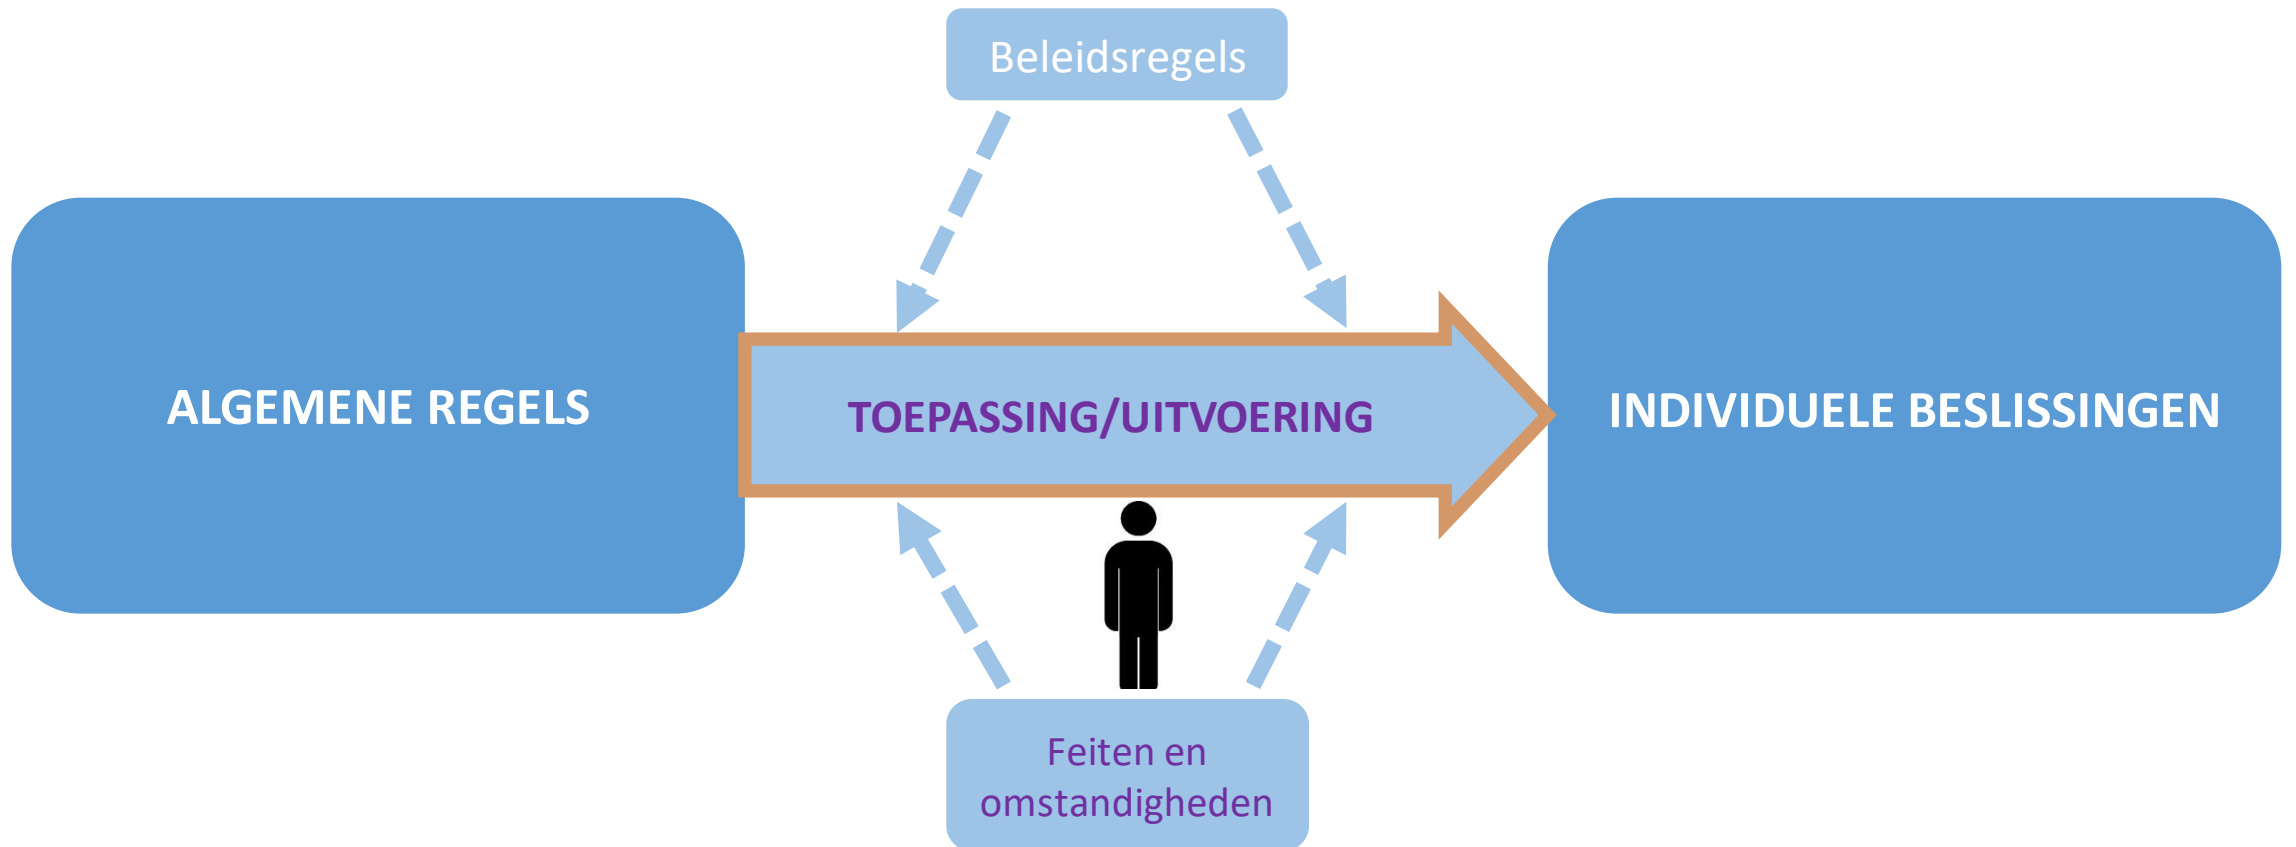 Beleidsregels
ALGEMENE REGELS
TOEPASSING/UITVOERING
INDIVIDUELE BESLISSINGEN
Feiten en
omstandigheden